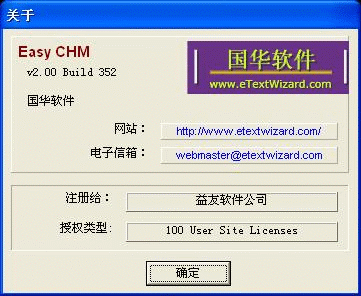 关于
Easy CHM
v2.00 Build 352
国华软件
www.eTextWizard.com
国华软件
网站：
http://www.etextwizard.com/
电子信箱：
webmaster@etextwizard.com
注册给：
益友软件公司
授权类型:
100 User Site Licenses
确定